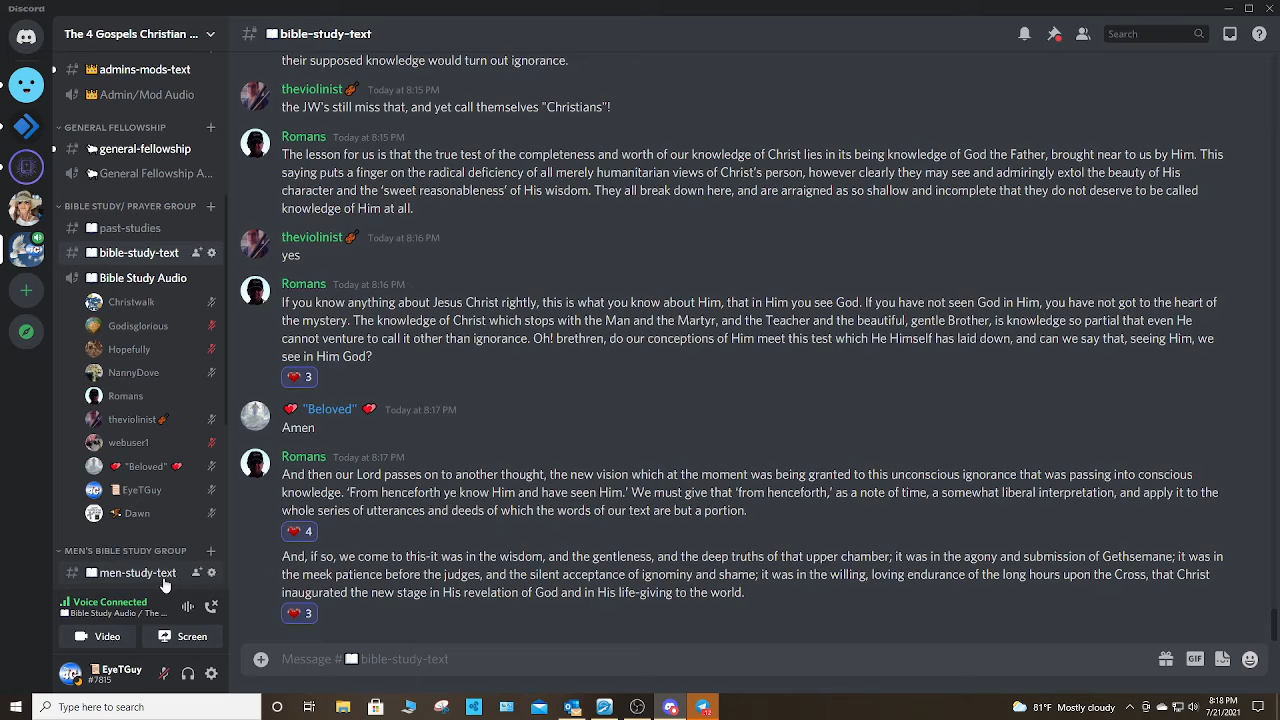 Discord
The 4 Gospels Christian ...
bible-study-text
Search
admins-mods-text
Admin/Mod Audio
GENERAL FELLOWSHIP
general-fellowship
General Fellowship A...
BIBLE STUDY/ PRAYER GROUP
past-studies
bible-study-text
Bible Study Audio
Christwalk
Godisglorious
Hopefully
NannyDove
Romans
theviolinist
webuser1
"Beloved"
EyeTGuy
Dawn
MEN'S BIBLE STUDY GROUP
men-study-text
Voice Connected
Bible Study Audio / The ...
Video
Screen
EyeTGuy
#7815
their supposed knowledge would turn out ignorance.
theviolinist Today at 8:15 PM
the JW's still miss that, and yet call themselves "Christians"!
Romans Today at 8:15 PM
The lesson for us is that the true test of the completeness and worth of our knowledge of Christ lies in its being knowledge of God the Father, brought near to us by Him. This
saying puts a finger on the radical deficiency of all merely humanitarian views of Christ's person, however clearly they may see and admiringly extol the beauty of His
character and the ‘sweet reasonableness’ of His wisdom. They all break down here, and are arraigned as so shallow and incomplete that they do not deserve to be called
knowledge of Him at all.
theviolinist Today at 8:16 PM
yes
Romans Today at 8:16 PM
If you know anything about Jesus Christ rightly, this is what you know about Him, that in Him you see God. If you have not seen God in Him, you have not got to the heart of
the mystery. The knowledge of Christ which stops with the Man and the Martyr, and the Teacher and the beautiful, gentle Brother, is knowledge so partial that even He
cannot venture to call it other than ignorance. Oh! brethren, do our conceptions of Him meet this test which He Himself has laid down, and can we say that, seeing Him, we
see in Him God?
3
"Beloved" Today at 8:17 PM
Amen
Romans Today at 8:17 PM
And then our Lord passes on to another thought, the new vision which at the moment was being granted to this unconscious ignorance that was passing into conscious
knowledge. ‘From henceforth ye know Him and have seen Him.’ We must give that ‘from henceforth,’ as a note of time, a somewhat liberal interpretation, and apply it to the
whole series of utterances and deeds of which the words of our text are but a portion.
4
And, if so, we come to this-it was in the wisdom, and the gentleness, and the deep truths of that upper chamber; it was in the agony and submission of Gethsemane; it was in
the meek patience before the judges, and the silent acceptance of ignominy and shame; it was in the willing, loving endurance of the long hours upon the Cross, that Christ
inaugurated the new stage in His revelation of God and in His life-giving to the world.
3
Message # bible-study-text
GIF
Type here to search
12
81°F Mostly cloudy
8:18 PM
7/21/2021